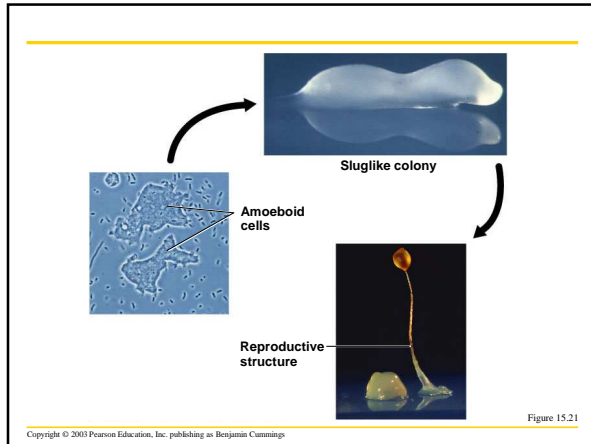 Sluglike colony
Amoeboid
cells
Reproductive
structure
Figure 15.21
Copyright © 2003 Pearson Education, Inc. publishing as Benjamin Cummings